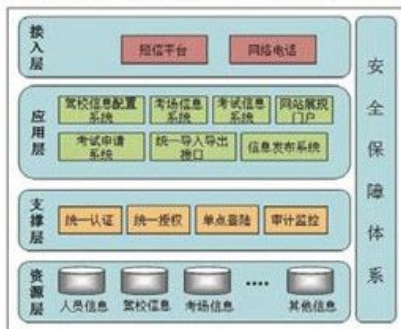 接入层
短信平台
网络电话
应用层
驾校信息配置
系统
考场信息
系统
考试信息
系统
网站展现
门户
考试申请
系统
统一导入导出
接口
信息发布系统
支撑层
统一认证
统一授权
单点登陆
审计监控
资源层
人员信息
驾校信息
考场信息
....
其他信息
安全保障体系